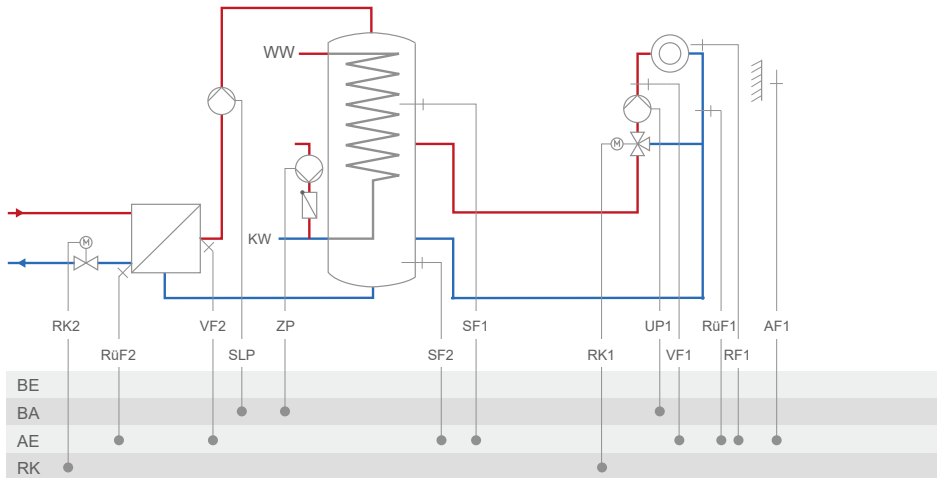 WW
M
KW
M
RK2 VF2 ZP SF1 UP1 RüF1 AF1
RüF2 SLP SF2 RK1 VF1 RF1
BE
BA
AE
RK